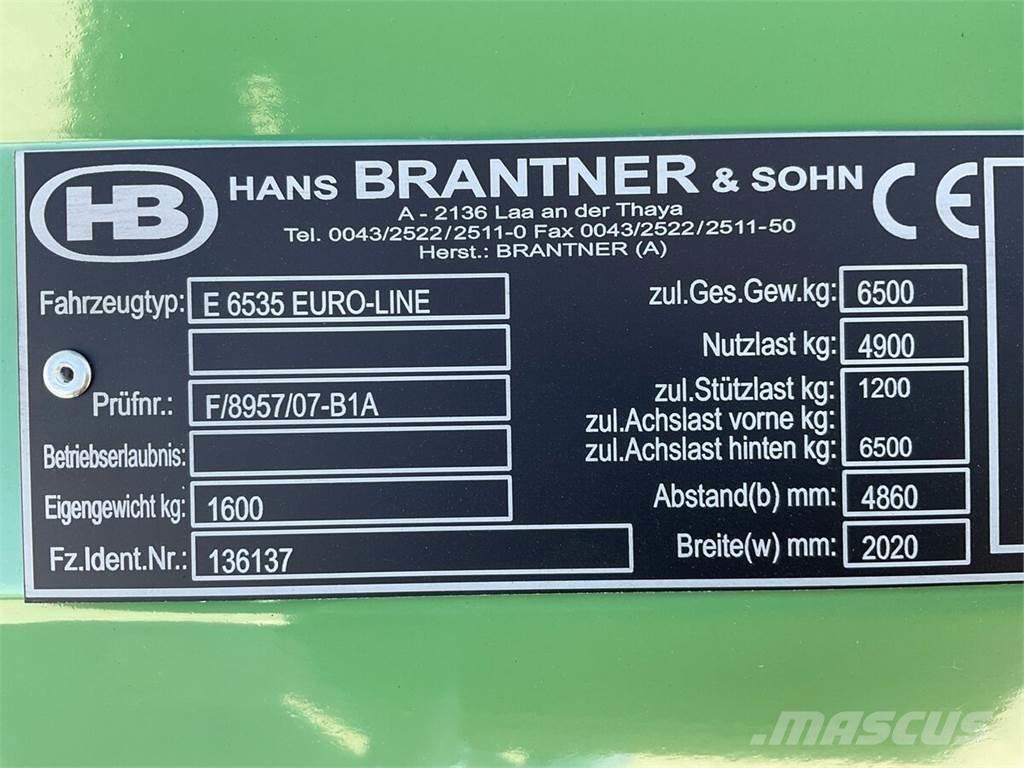 HB HANS BRANTNER & SOHN CE
A - 2136 Laa an der Thaya
Tel. 0043/2522/2511-0 Fax 0043/2522/2511-50
Herst.: BRANTNER (A)
Fahrzeugtyp: E 6535 EURO-LINE
Prüfnr.: F/8957/07-B1A
Betriebserlaubnis:
Eigengewicht kg: 1600
Fz.Ident.Nr.: 136137
zul.Ges.Gew.kg: 6500
Nutzlast kg: 4900
zul.Stützlast kg: 1200
zul.Achslast vorne kg:
zul.Achslast hinten kg: 6500
Abstand(b) mm: 4860
Breite(w) mm: 2020
MASCUS